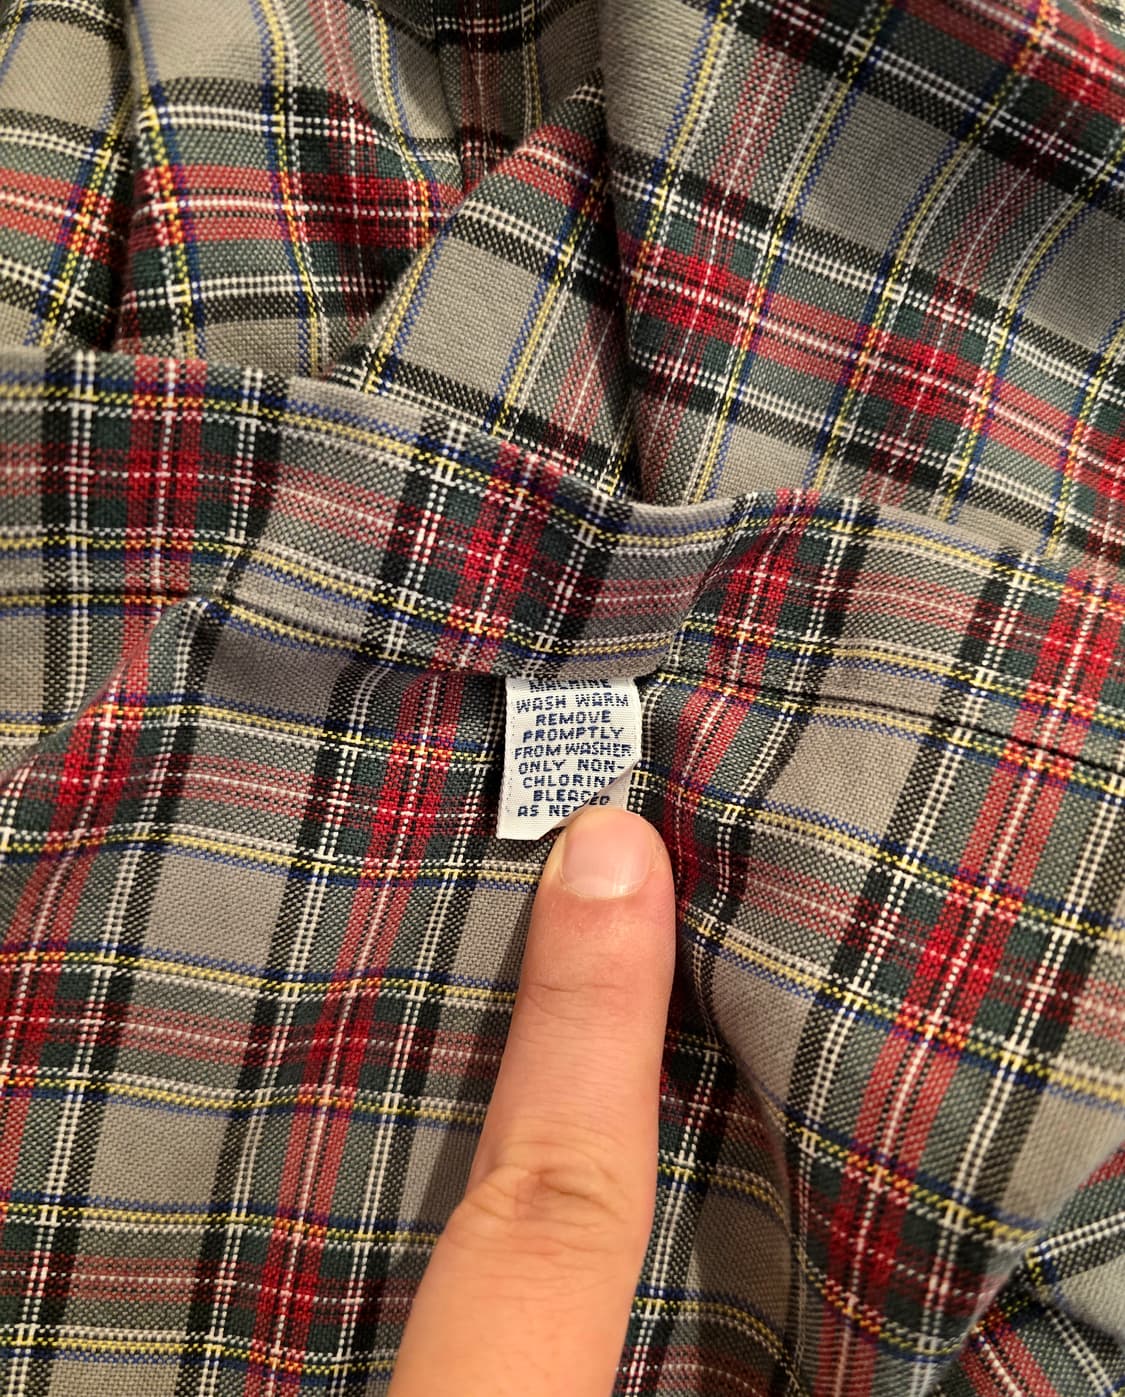 MACHINE
WASH WARM
REMOVE
PROMPTLY
FROM WASHER
ONLY NON-
CHLORINE
BLEACH
AS NEEDED